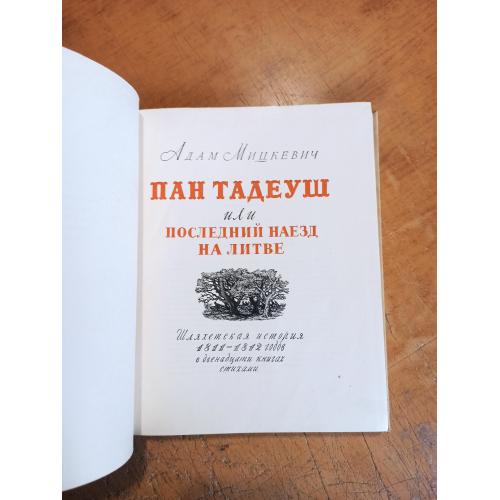 Адам Мицкевич
ПАН ТАДЕУШ
или
ПОСЛЕДНИЙ НАЕЗД
НА ЛИТВЕ
Шляхетская история
1811–1812 годов
в двенадцати книгах
стихами